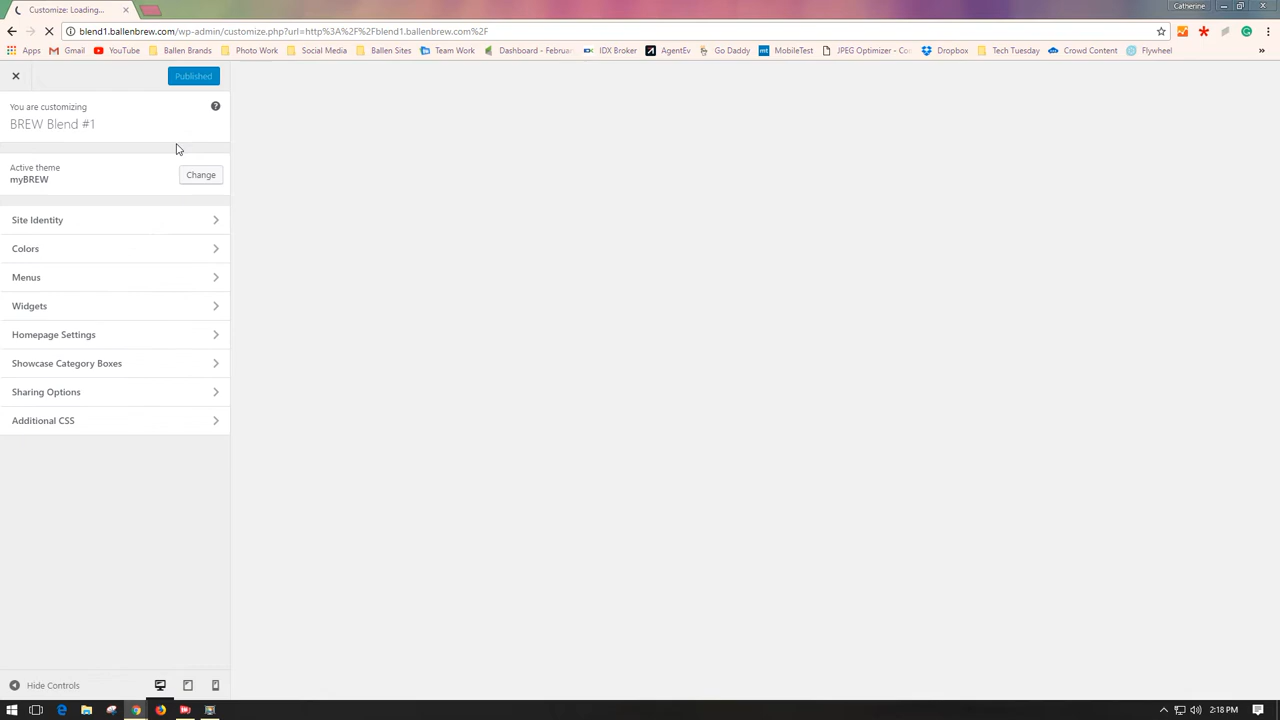 Customize: Loading...
Catherine
blend1.ballenbrew.com/wp-admin/customize.php?url=http%3A%2F%2Fblend1.ballenbrew.com%2F
Apps Gmail YouTube Ballen Brands Photo Work Social Media Ballen Sites Team Work Dashboard - Februar IDX Broker AgentEv Go Daddy mt MobileTest JPEG Optimizer - Co Dropbox Tech Tuesday Crowd Content Flywheel »
Published
You are customizing
BREW Blend #1
Active theme
myBREW
Change
Site Identity
Colors
Menus
Widgets
Homepage Settings
Showcase Category Boxes
Sharing Options
Additional CSS
Hide Controls
2:18 PM